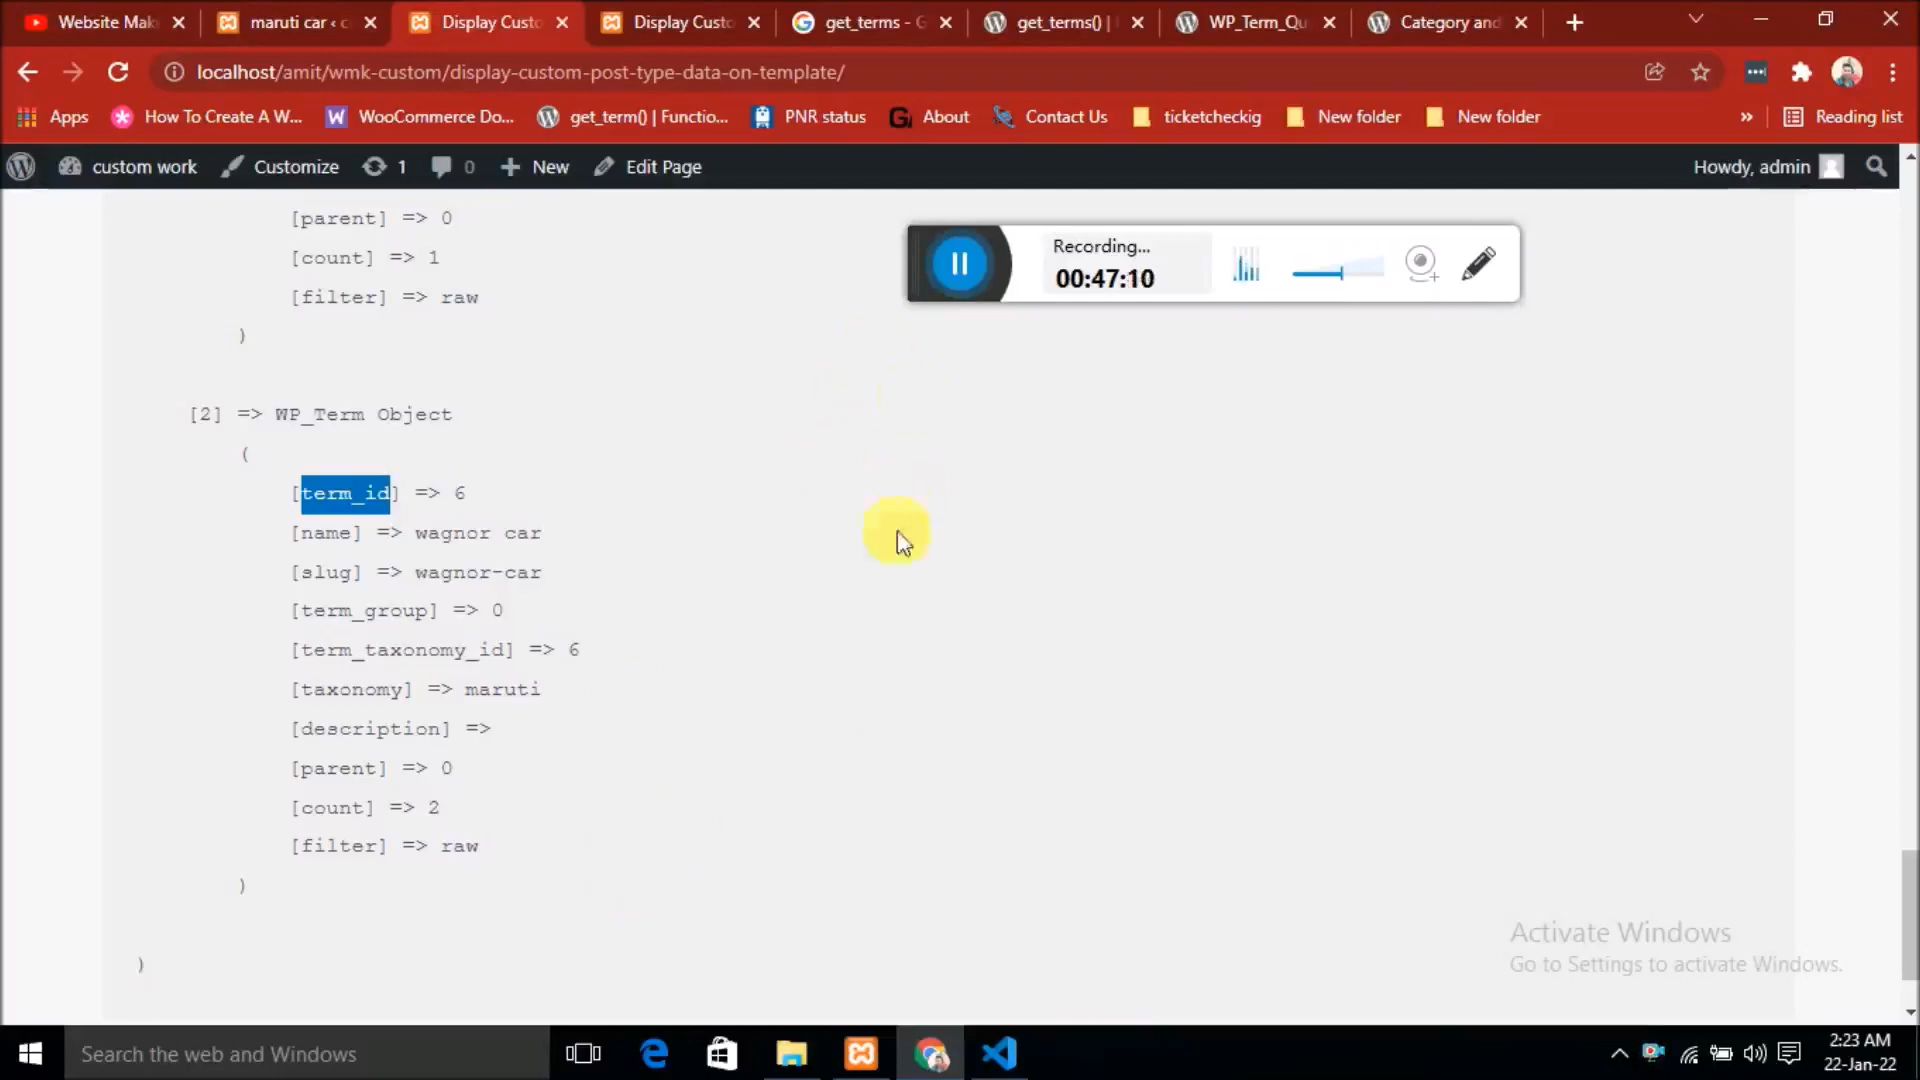 Website Mak
maruti car ‹ c
Display Custo
Display Custo
get_terms - G
get_terms() |
WP_Term_Qu
Category and
localhost/amit/wmk-custom/display-custom-post-type-data-on-template/
Apps
How To Create A W...
WooCommerce Do...
get_term() | Functio...
PNR status
About
Contact Us
ticketcheckig
New folder
New folder
»
Reading list
custom work
Customize
1
0
New
Edit Page
Howdy, admin
[parent] => 0
[count] => 1
[filter] => raw
)
Recording...
00:47:10
[2] => WP_Term Object
(
[term_id] => 6
[name] => wagnor car
[slug] => wagnor-car
[term_group] => 0
[term_taxonomy_id] => 6
[taxonomy] => maruti
[description] =>
[parent] => 0
[count] => 2
[filter] => raw
)
)
Activate Windows
Go to Settings to activate Windows.
Search the web and Windows
2:23 AM
22-Jan-22